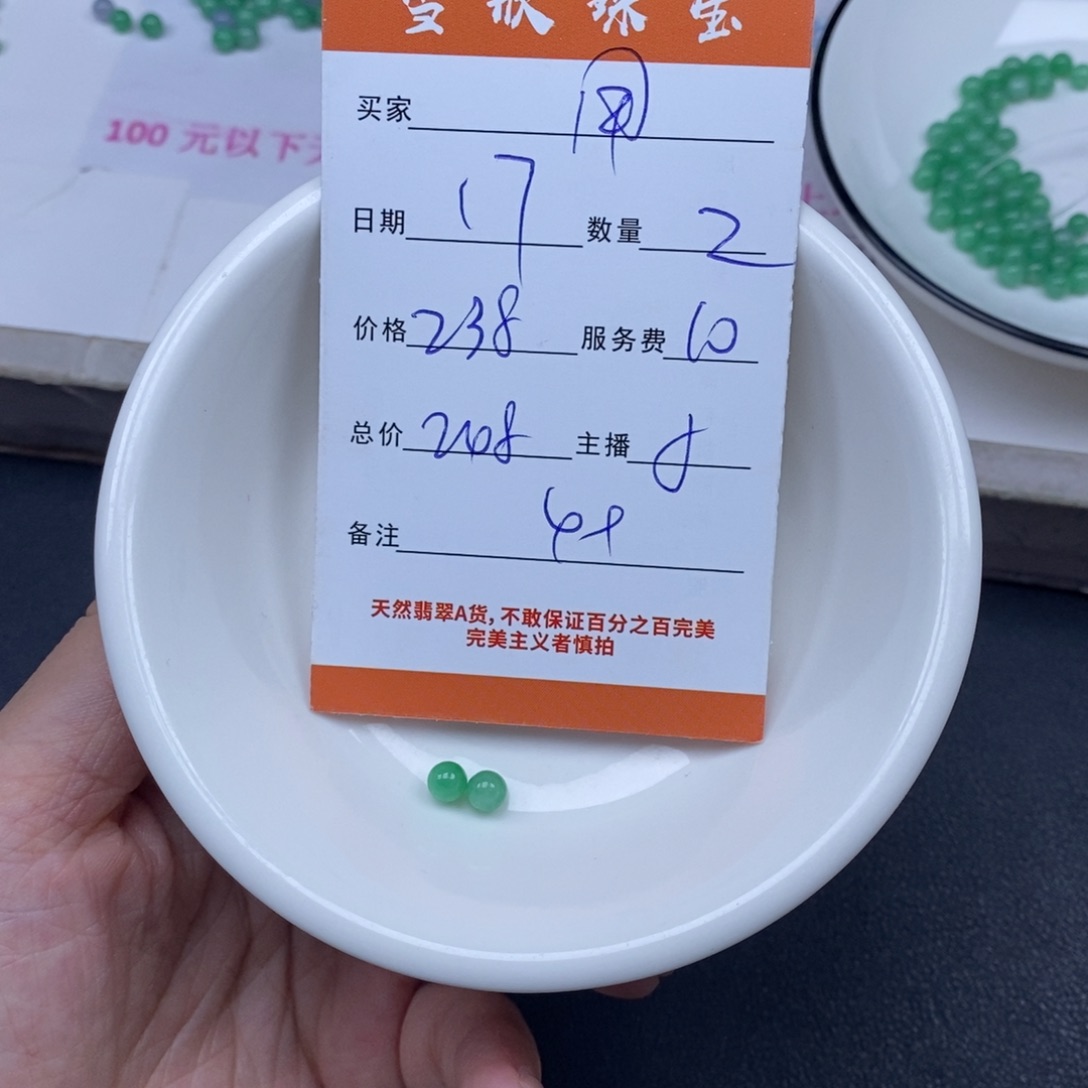 珠宝
100 元以下
买家
日期 17 数量 2
价格 238 服务费 10
总价 248 主播
备注
天然翡翠A货，不敢保证百分之百完美
完美主义者慎拍